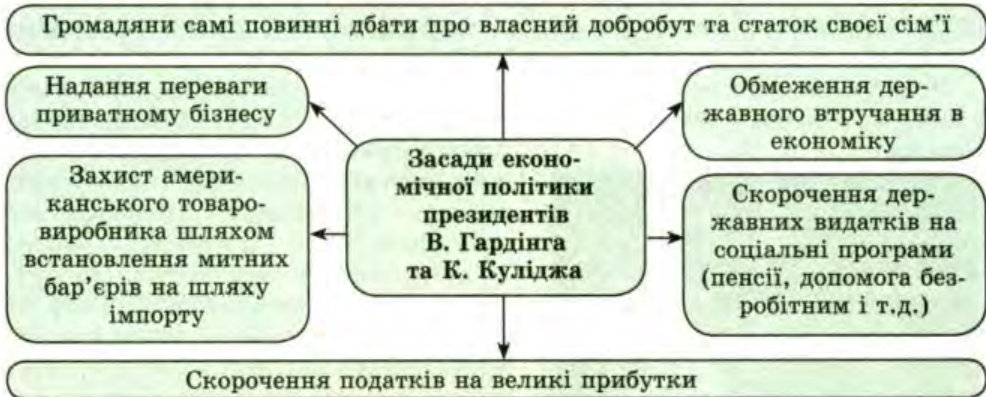 Громадяни самі повинні дбати про власний добробут та статок своєї сім'ї
Надання переваги
приватному бізнесу
Обмеження дер-
жавного втручання в
економіку
Засади еконо-
мічної політики
президентів
В. Гардінга
та К. Куліджа
Захист амери-
канського товаро-
виробника шляхом
встановлення митних
бар'єрів на шляху
імпорту
Скорочення дер-
жавних видатків на
соціальні програми
(пенсії, допомога без-
робітним і т.д.)
Скорочення податків на великі прибутки